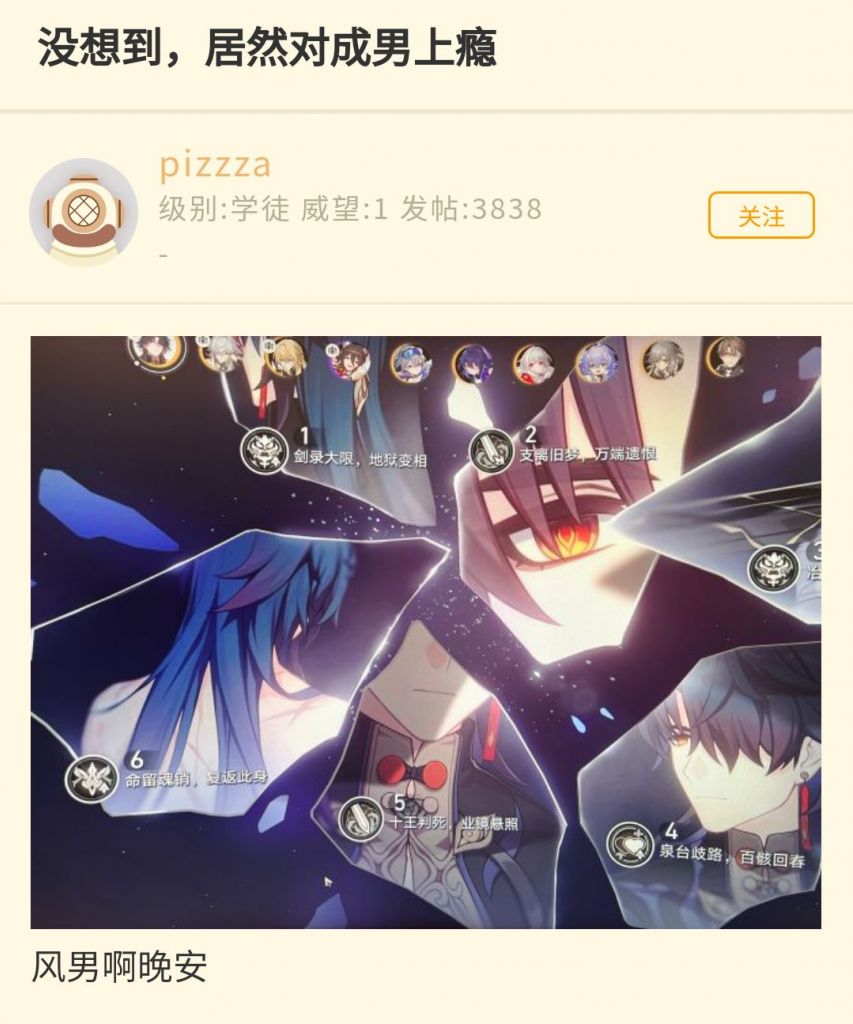 没想到，居然对成男上瘾
pizzza
级别:学徒 威望:1 发帖:3838
关注
-
1
剑录大限，地狱变相
2
支离旧梦，万端遗恨
3
治
6
命留魂销，复返此身
5
十王判死，业镜悬照
4
泉台歧路，百骸回春
风男啊晚安